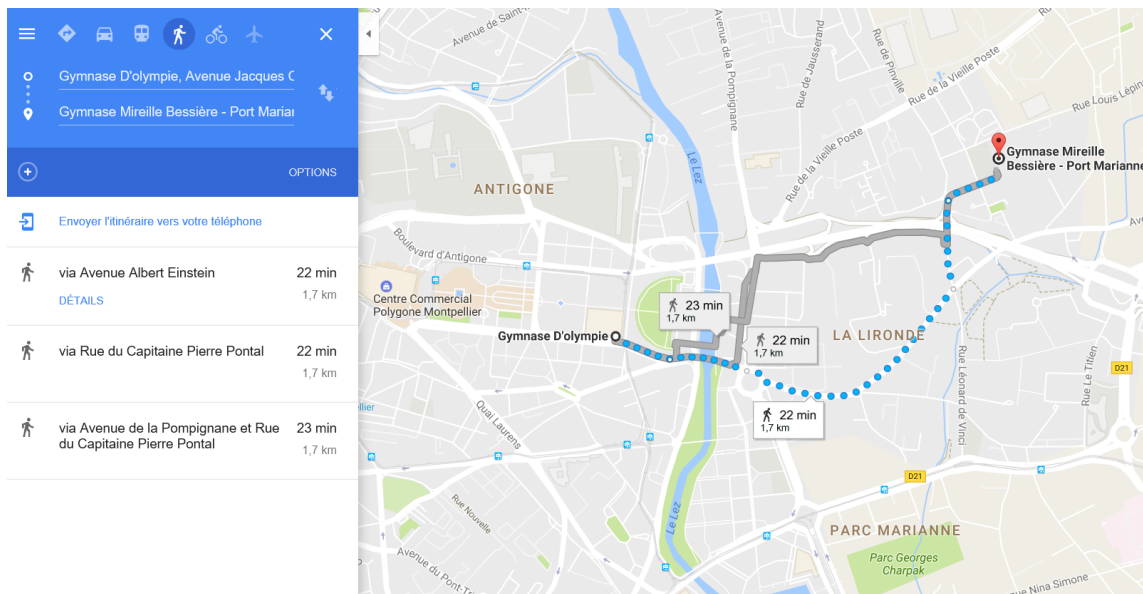 Gymnase D'olympie, Avenue Jacques C
Gymnase Mireille Bessière - Port Marian
OPTIONS
Envoyer l'itinéraire vers votre téléphone
via Avenue Albert Einstein 22 min
DÉTAILS 1,7 km
via Rue du Capitaine Pierre Pontal 22 min
1,7 km
via Avenue de la Pompignane et Rue 23 min
du Capitaine Pierre Pontal 1,7 km
Avenue de Saint-
Avenue de la Pompignane
Rue de Jausserand
Rue de Pinville
Rue de la Vieille Poste
Rue Louis Lépin
Le Lez
Rue de la Vieille Poste
Gymnase Mireille
Bessière - Port Marianne
ANTIGONE
Ave
Boulevard d'Antigone
Centre Commercial
Polygone Montpellier
23 min
1,7 km
Gymnase D'olympie
22 min
1,7 km
LA LIRONDE
Rue Léonard de Vinci
Rue Le Titien
D21
22 min
1,7 km
llier
Quai Laurens
D21
Rue Nouvelle
Le Lez
PARC MARIANNE
Parc Georges
Charpak
Avenue du Pont-
Rue Nina Simone